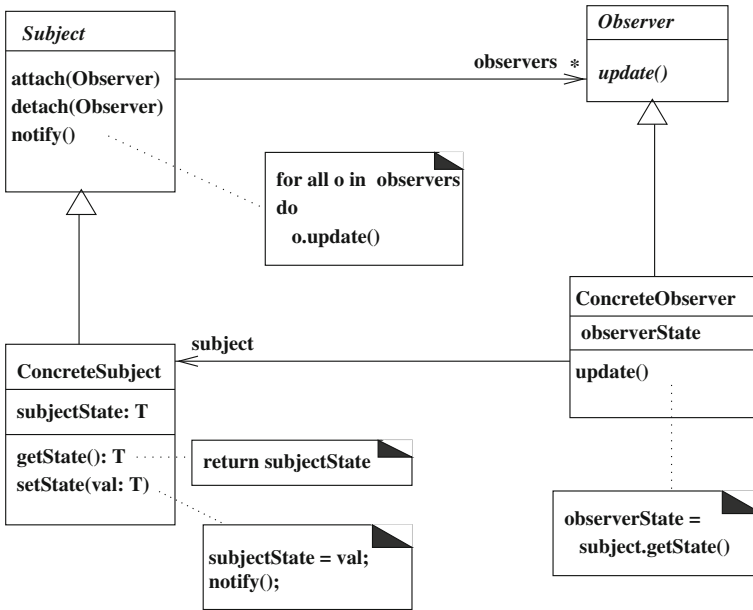 Subject
attach(Observer)
detach(Observer)
notify()
observers *
Observer
update()
for all o in observers
do
o.update()
ConcreteObserver
observerState
update()
subject
ConcreteSubject
subjectState: T
getState(): T
setState(val: T)
return subjectState
subjectState = val;
notify();
observerState =
subject.getState()